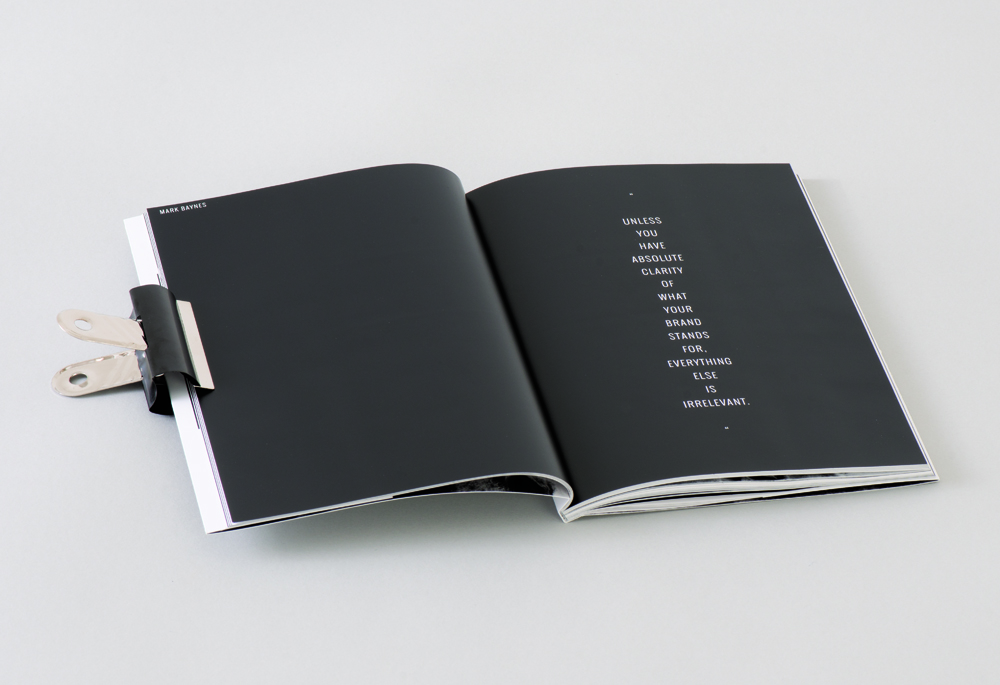 MARK BAYNES
"
UNLESS
YOU
HAVE
ABSOLUTE
CLARITY
OF
WHAT
YOUR
BRAND
STANDS
FOR.
EVERYTHING
ELSE
IS
IRRELEVANT.
"